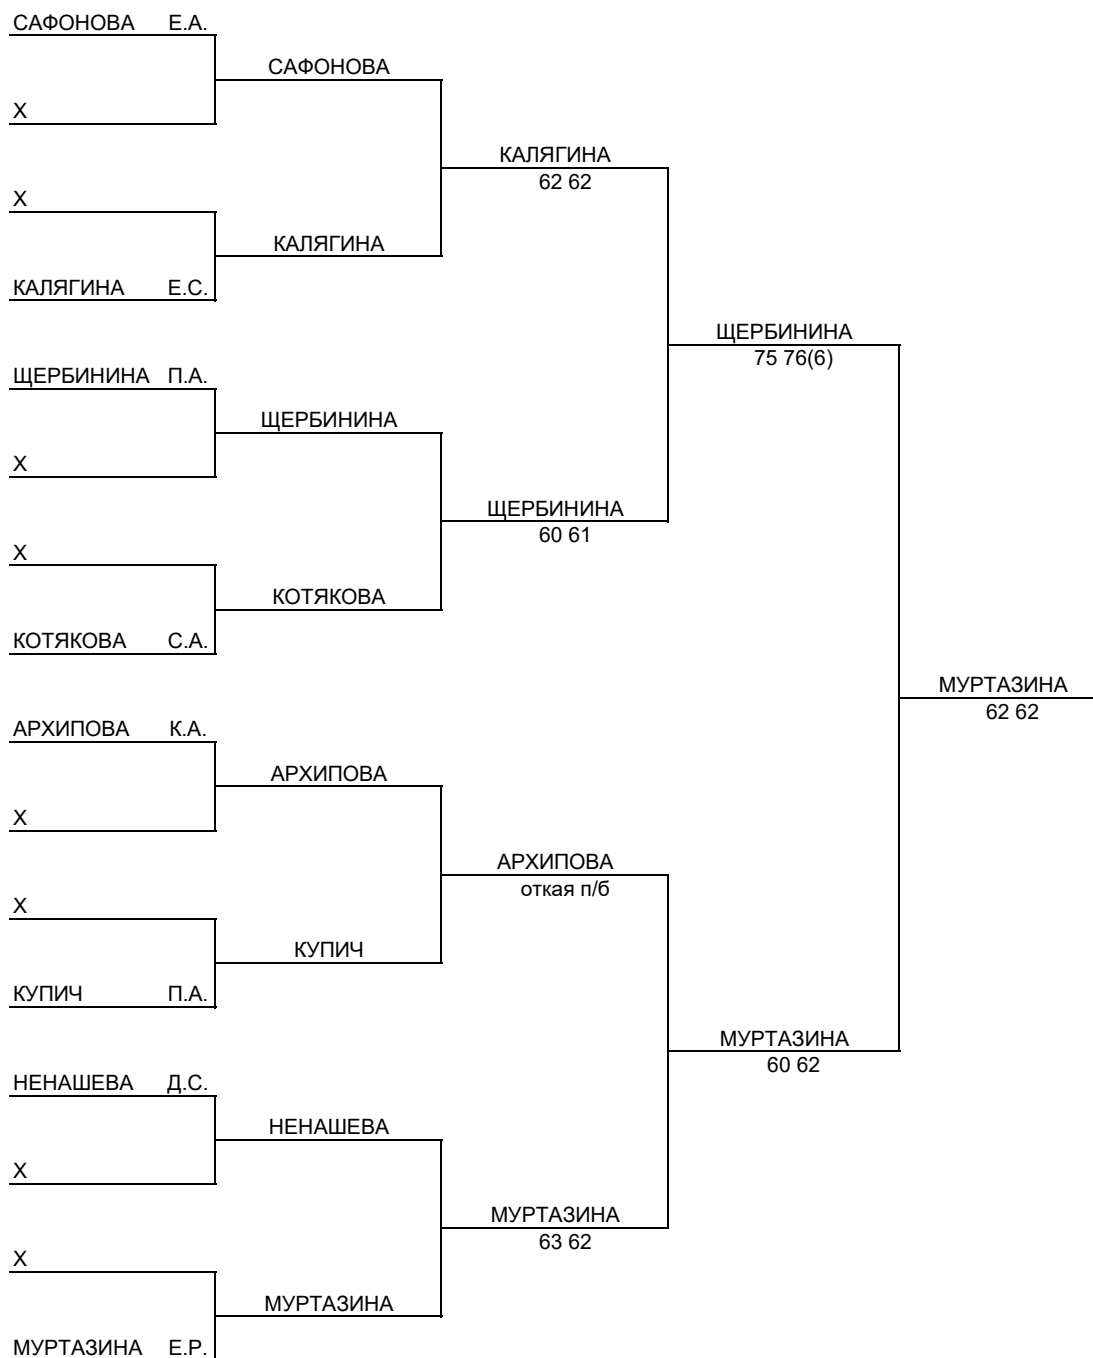 САФОНОВА Е.А.
САФОНОВА
Х
КАЛЯГИНА
62 62
Х
КАЛЯГИНА
КАЛЯГИНА Е.С.
ЩЕРБИНИНА
75 76(6)
ЩЕРБИНИНА П.А.
ЩЕРБИНИНА
Х
ЩЕРБИНИНА
60 61
Х
КОТЯКОВА
КОТЯКОВА С.А.
МУРТАЗИНА
62 62
АРХИПОВА К.А.
АРХИПОВА
Х
АРХИПОВА
откая п/б
Х
КУПИЧ
КУПИЧ П.А.
МУРТАЗИНА
60 62
НЕНАШЕВА Д.С.
НЕНАШЕВА
Х
МУРТАЗИНА
63 62
Х
МУРТАЗИНА
МУРТАЗИНА Е.Р.